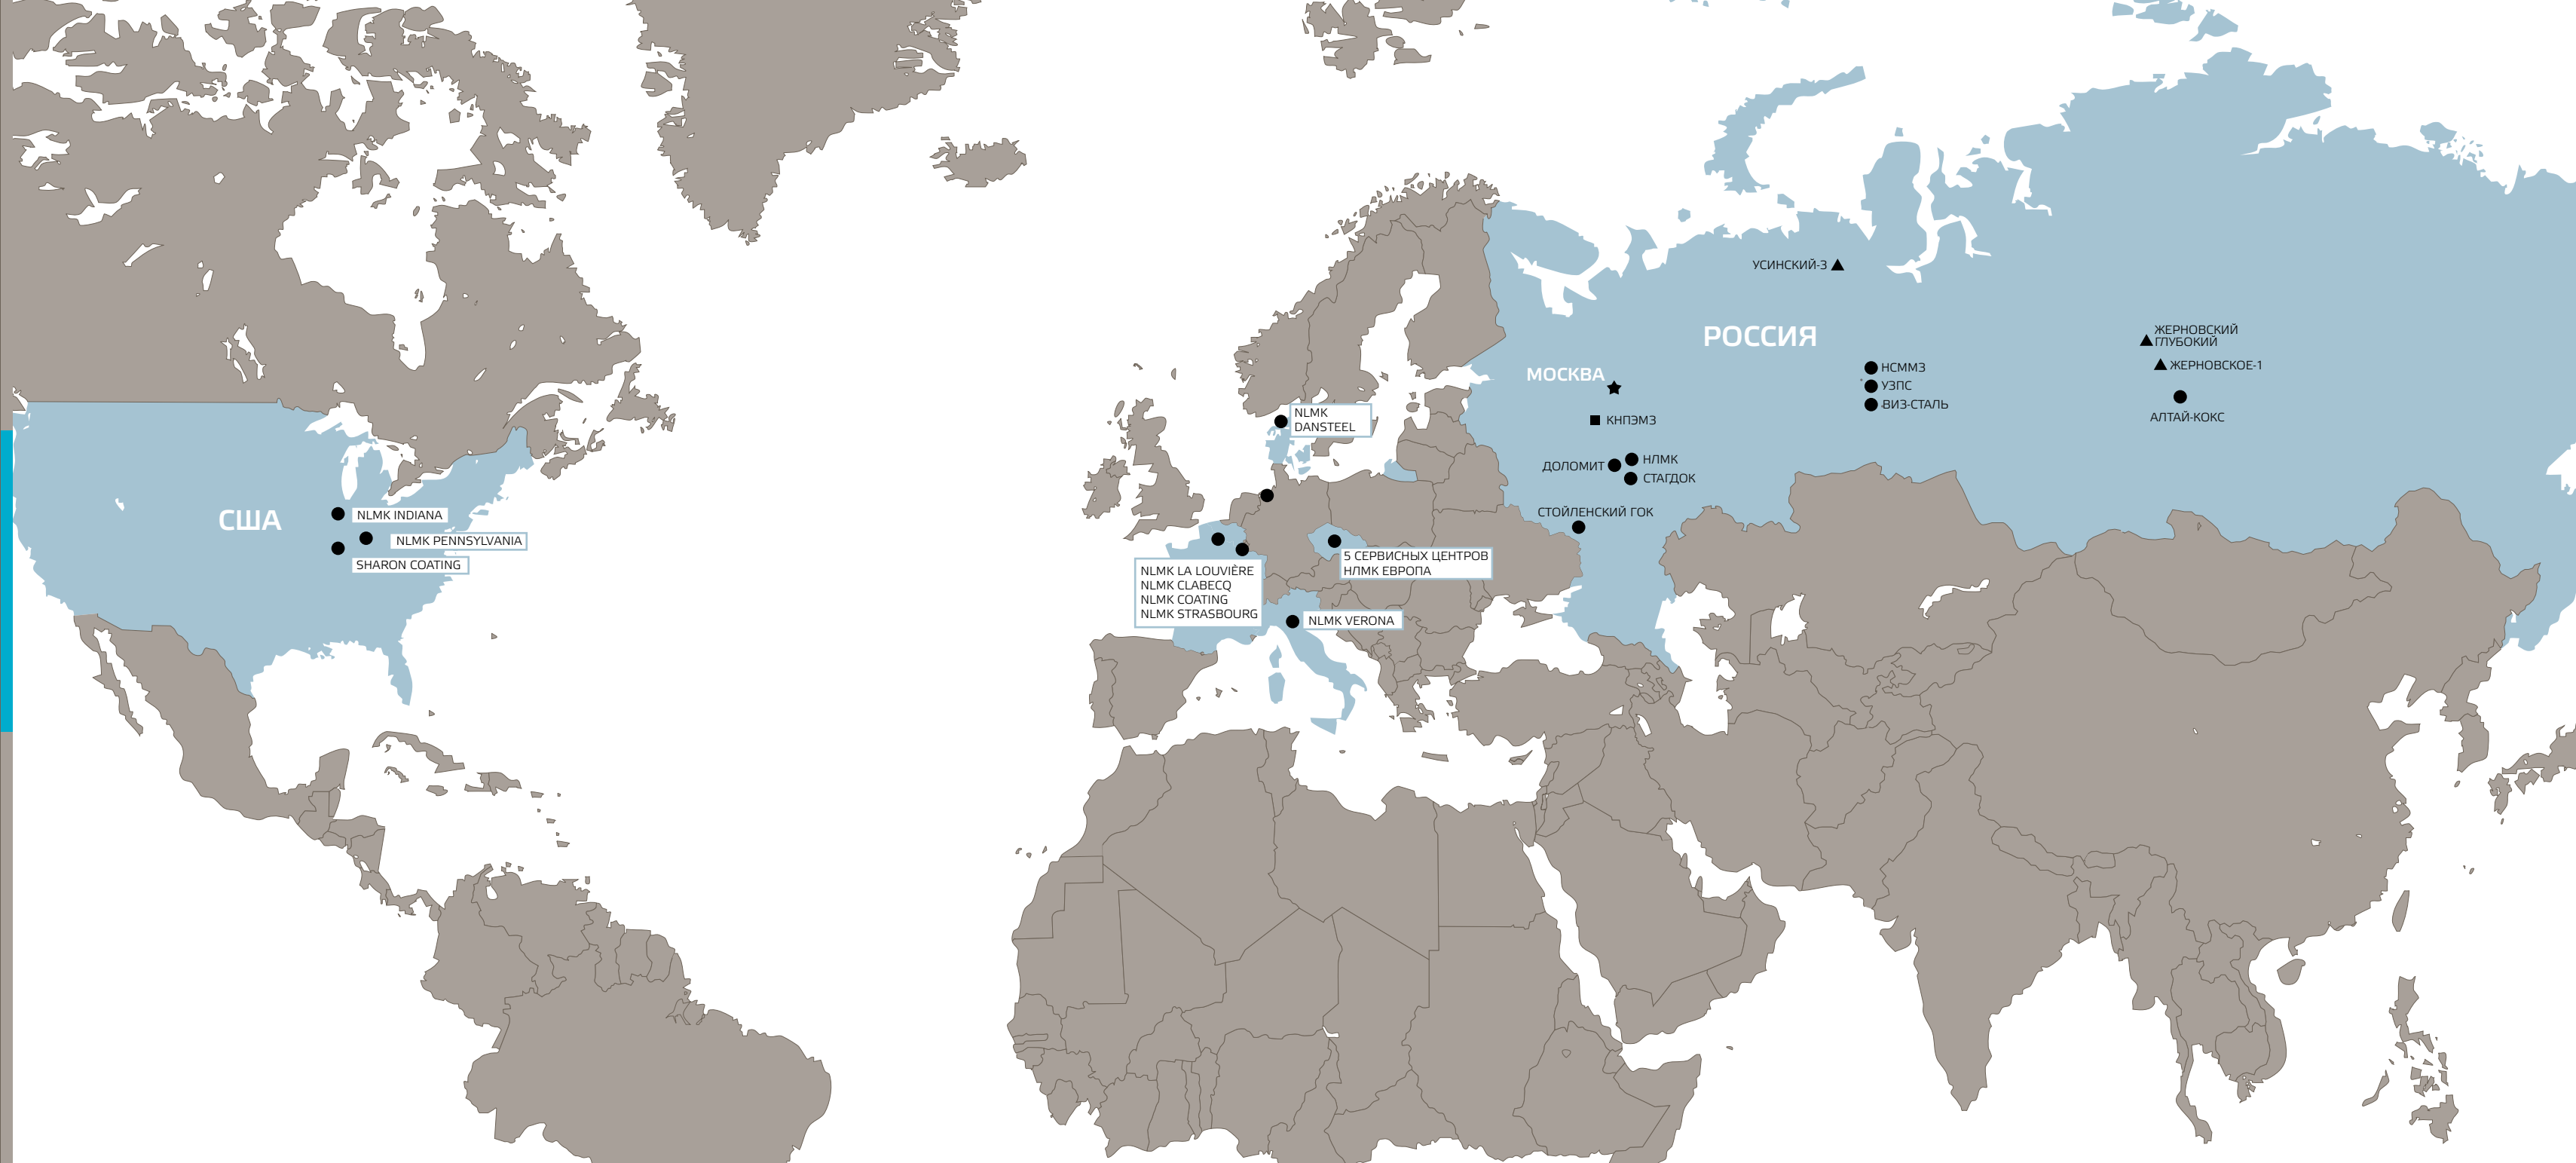 УСИНСКИЙ-3
РОССИЯ
ЖЕРНОВСКИЙ
ГЛУБОКИЙ
ЖЕРНОВСКОЕ-1
МОСКВА
НСММЗ
УЗПС
ВИЗ-СТАЛЬ
АЛТАЙ-КОКС
КНПЭМЗ
NLMK
DANSTEEL
ДОЛОМИТ
НЛМК
СТАГДОК
СТОЙЛЕНСКИЙ ГОК
США
NLMK INDIANA
NLMK PENNSYLVANIA
SHARON COATING
5 СЕРВИСНЫХ ЦЕНТРОВ
НЛМК ЕВРОПА
NLMK LA LOUVIÈRE
NLMK CLABECQ
NLMK COATING
NLMK STRASBOURG
NLMK VERONA